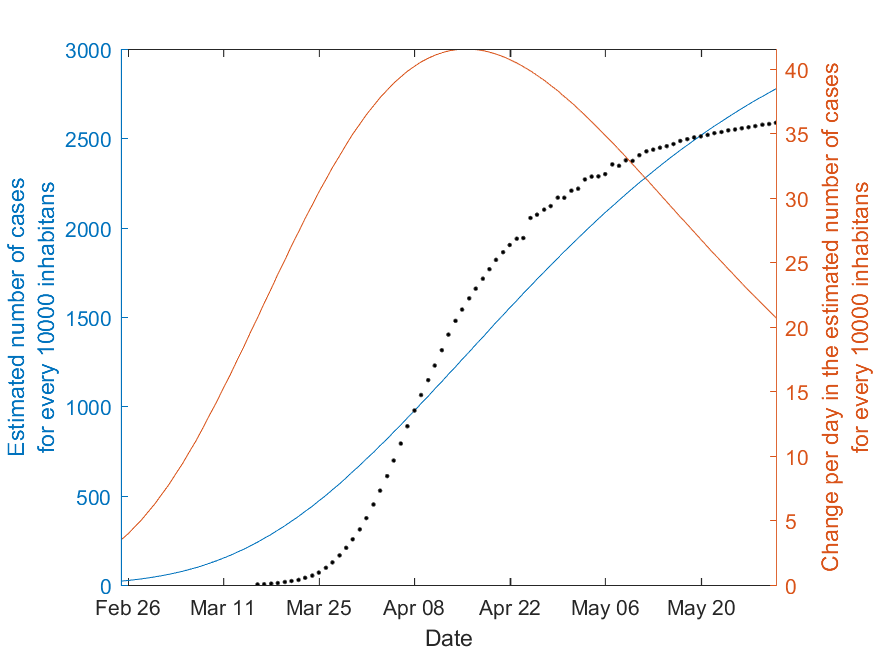 Estimated number of cases
for every 10000 inhabitans
3000
2500
2000
1500
1000
500
0
40
35
30
25
20
15
10
5
0
Change per day in the estimated number of cases
for every 10000 inhabitans
Feb 26 Mar 11 Mar 25 Apr 08 Apr 22 May 06 May 20
Date